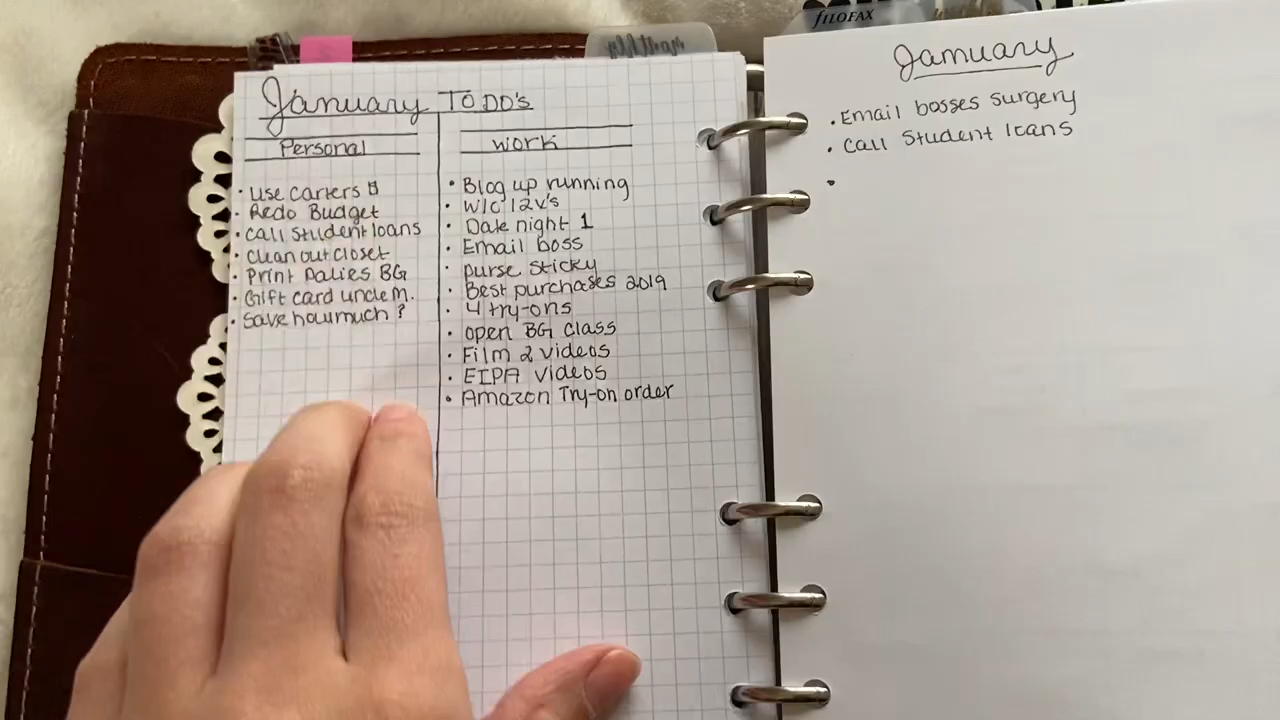 monthly
FILOFAX
January TO DO's
Personal
• Use Carters
• Redo Budget
• Call Student loans
• Clean out closet
• Print Dalies BG
• Gift card uncle M.
• Save how much ?
Work
• Blog up running
• W/C 12v's
• Date night 1
• Email boss
• purse sticky
• Best purchases 2019
• 4 try-ons
• open BG class
• Film 2 videos
• EIPA videos
• Amazon Try-on order
January
• Email bosses surgery
• Call Student loans
•